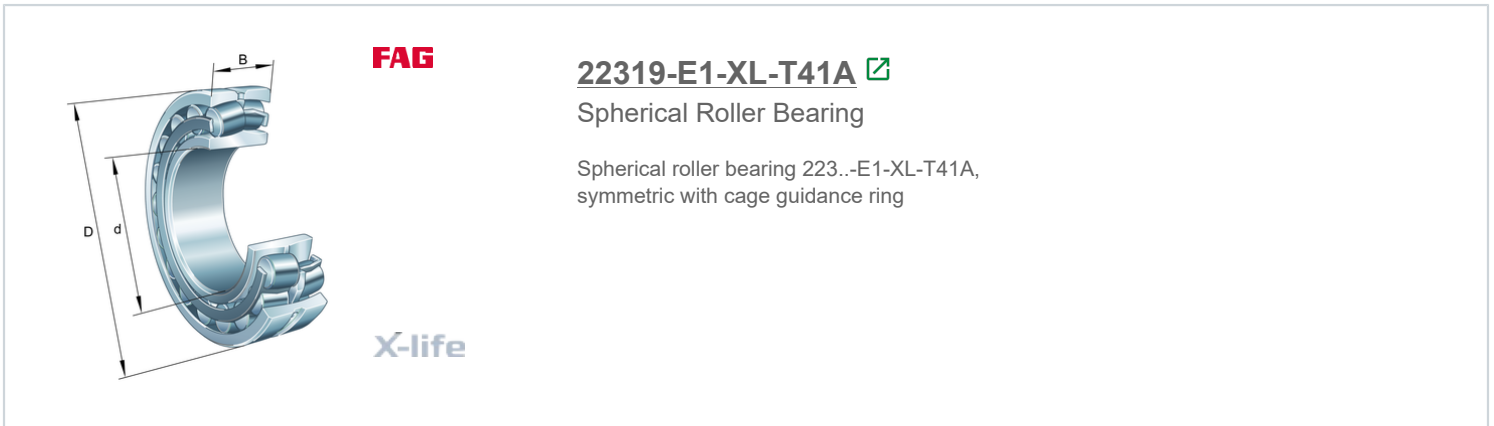 FAG
B
D
d
X-life
22319-E1-XL-T41A
Spherical Roller Bearing
Spherical roller bearing 223..-E1-XL-T41A,
symmetric with cage guidance ring